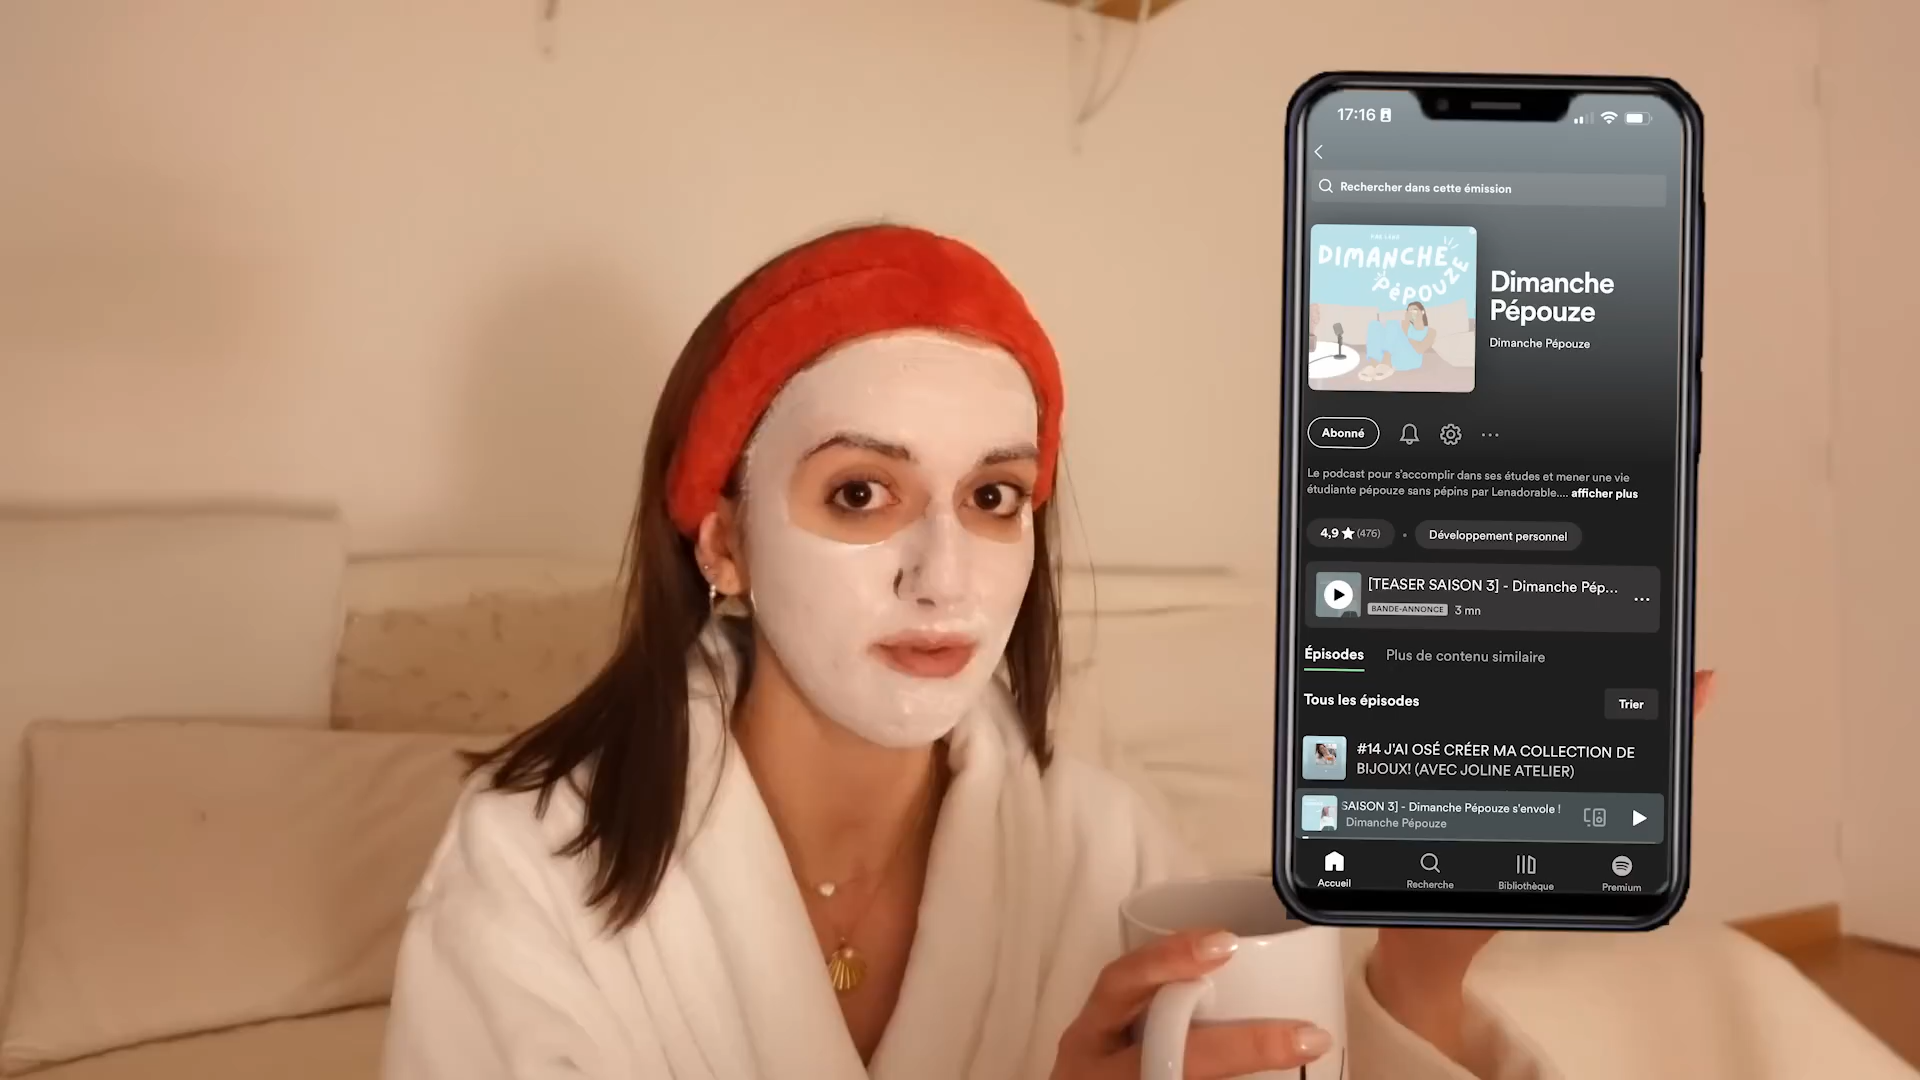 17:16
Rechercher dans cette émission
DIMANCHE
PÉPOUZE
Dimanche
Pépouze
Dimanche Pépouze
Abonné
Le podcast pour s'accomplir dans ses études et mener une vie
étudiante pépouze sans pépins par Lenadorable.... afficher plus
4,9 ★ (476)
Développement personnel
[TEASER SAISON 3] - Dimanche Pép...
BANDE-ANNONCE 3 mn
Épisodes Plus de contenu similaire
Tous les épisodes
Trier
#14 J'AI OSÉ CRÉER MA COLLECTION DE
BIJOUX! (AVEC JOLINE ATELIER)
SAISON 3] - Dimanche Pépouze s'envole !
Dimanche Pépouze
Accueil Recherche Bibliothèque Premium